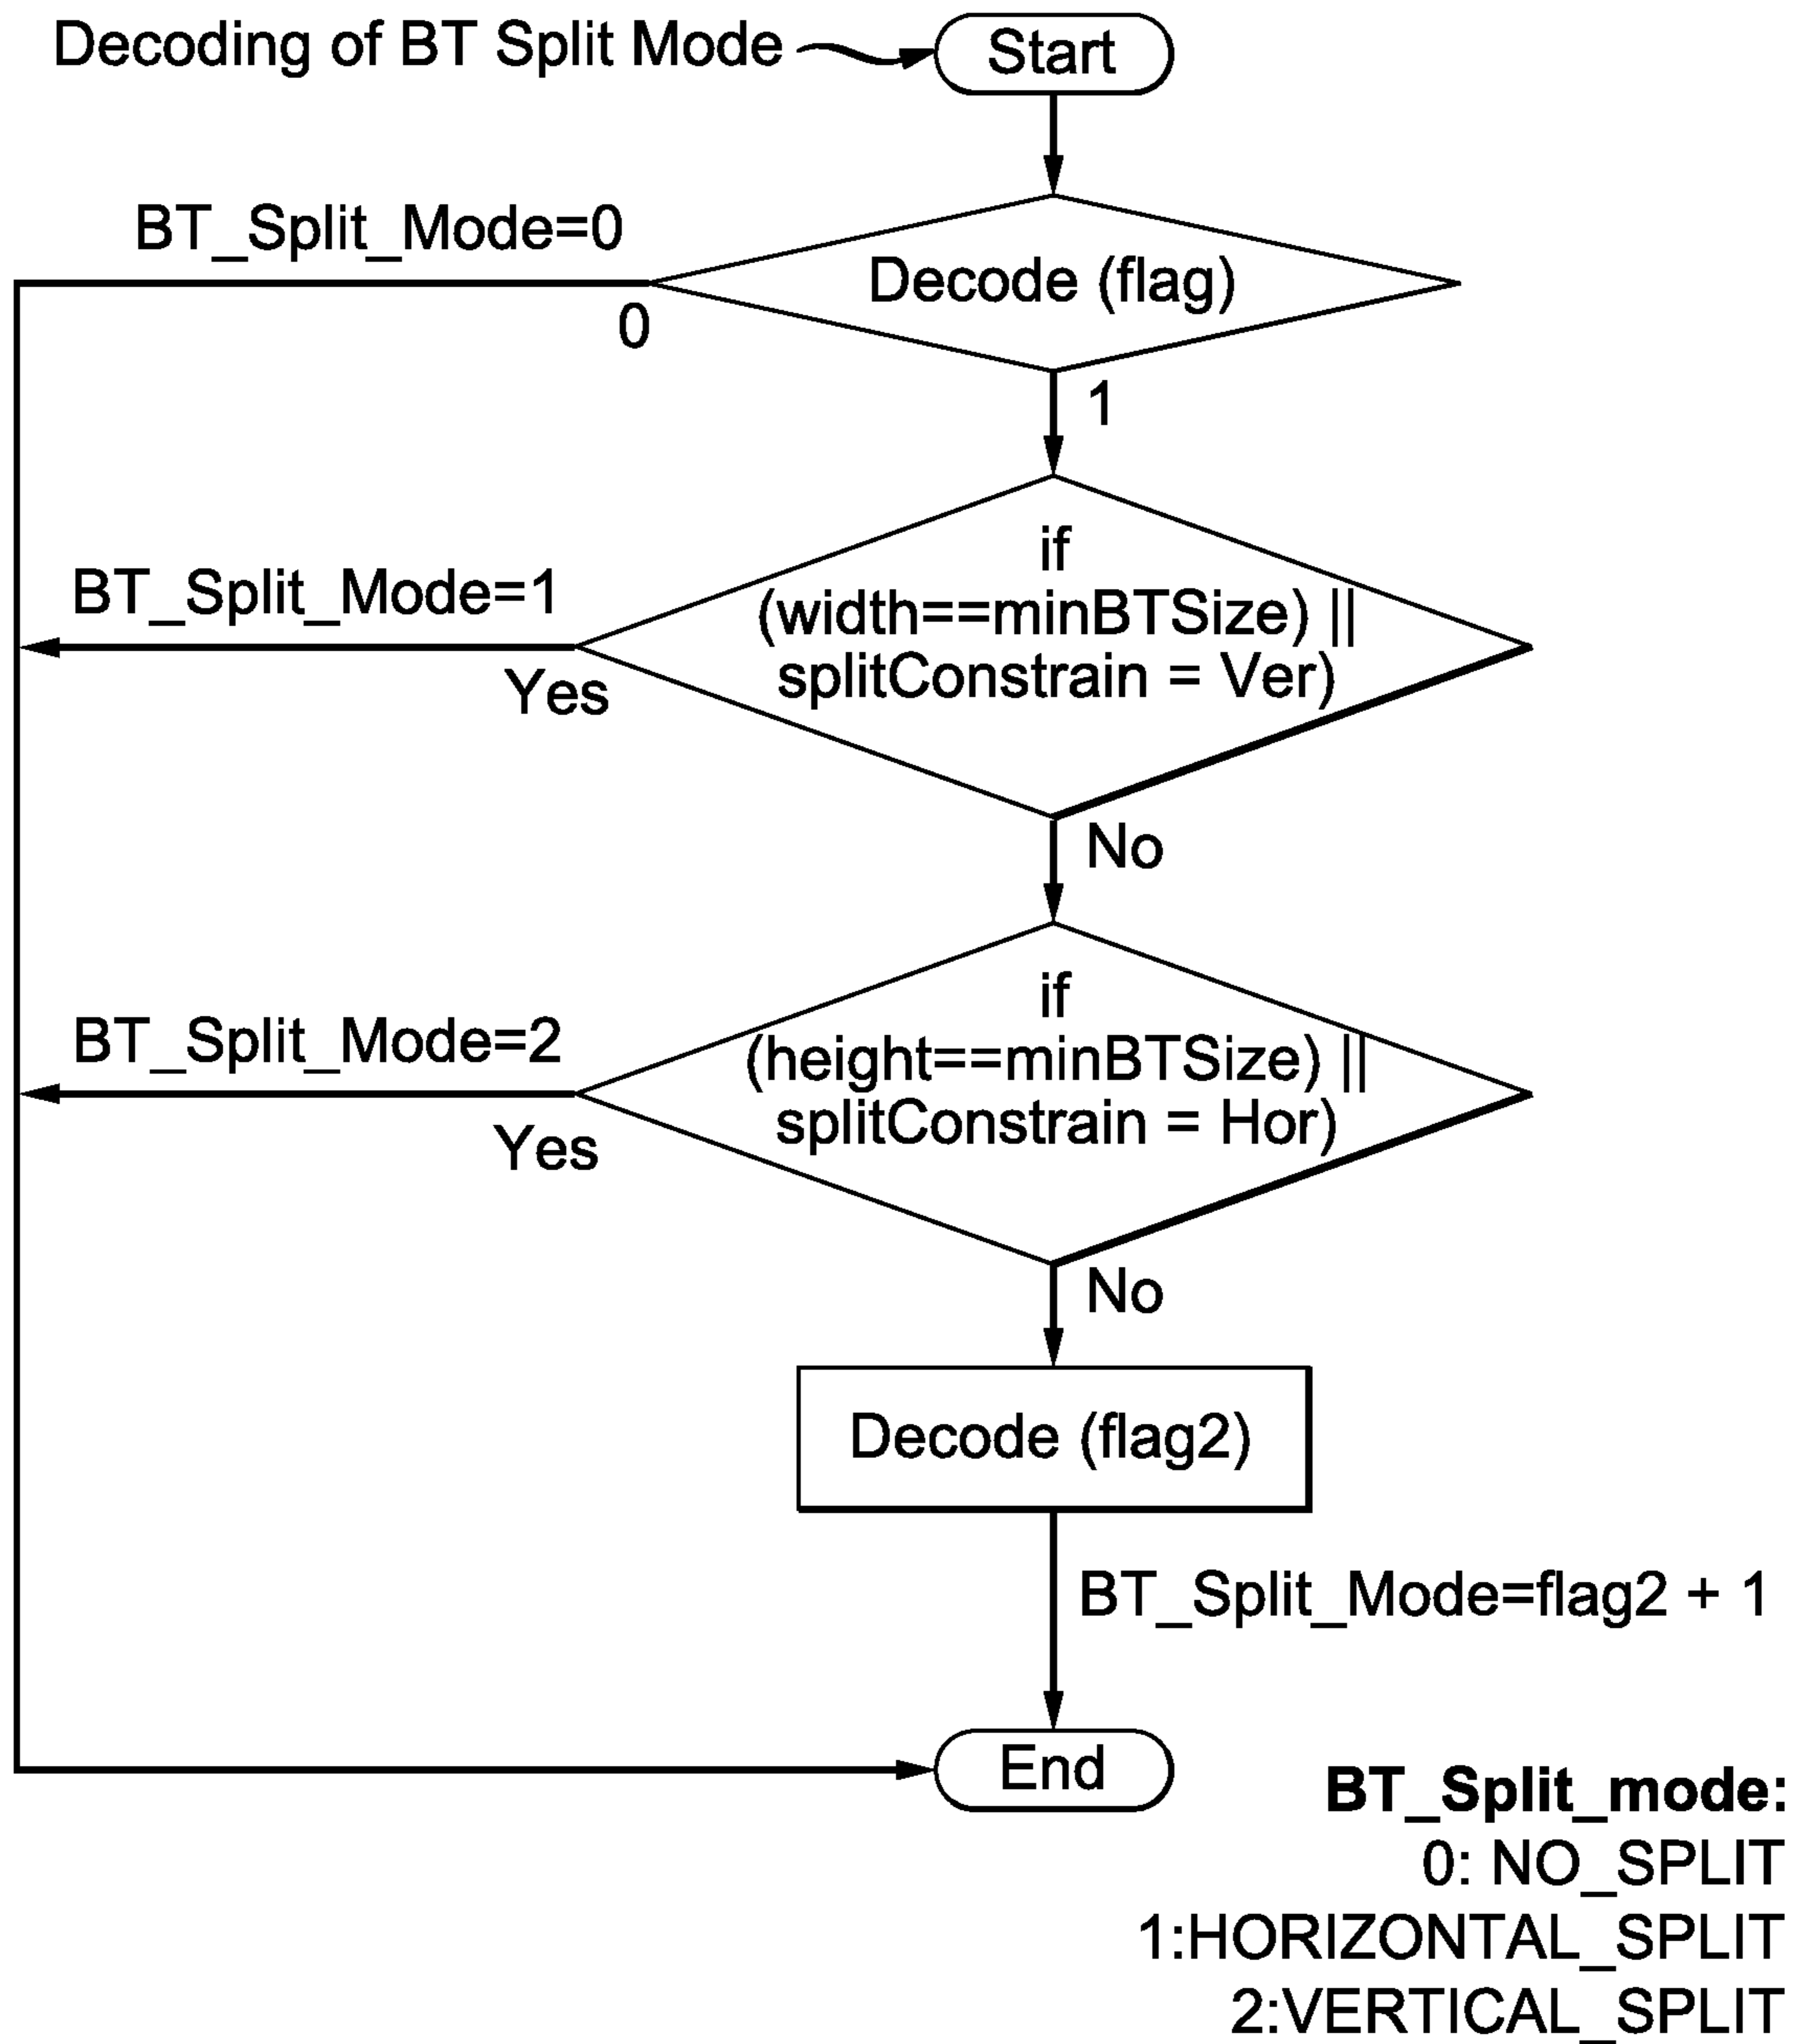 Decoding of BT Split Mode
Start
BT_Split_Mode=0
Decode (flag)
0
1
if
(width==minBTSize) ||
splitConstrain = Ver)
BT_Split_Mode=1
Yes
No
if
(height==minBTSize) ||
splitConstrain = Hor)
BT_Split_Mode=2
Yes
No
Decode (flag2)
BT_Split_Mode=flag2 + 1
End
BT_Split_mode:
0: NO_SPLIT
1:HORIZONTAL_SPLIT
2:VERTICAL_SPLIT